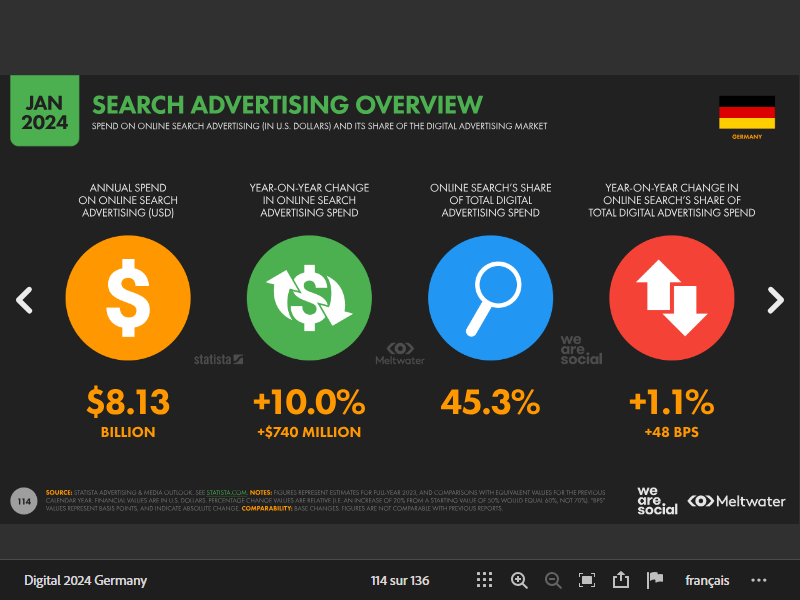 JAN
2024
SEARCH ADVERTISING OVERVIEW
SPEND ON ONLINE SEARCH ADVERTISING (IN U.S. DOLLARS) AND ITS SHARE OF THE DIGITAL ADVERTISING MARKET
GERMANY
ANNUAL SPEND
ON ONLINE SEARCH
ADVERTISING (USD)
$
$8.13
BILLION
YEAR-ON-YEAR CHANGE
IN ONLINE SEARCH
ADVERTISING SPEND
$
+10.0%
+$740 MILLION
ONLINE SEARCH'S SHARE
OF TOTAL DIGITAL
ADVERTISING SPEND
45.3%
YEAR-ON-YEAR CHANGE IN
ONLINE SEARCH'S SHARE OF
TOTAL DIGITAL ADVERTISING SPEND
+1.1%
+48 BPS
statista
Meltwater
we
are.
social
114
SOURCE: STATISTA ADVERTISING & MEDIA OUTLOOK. SEE STATISTA.COM. NOTES: FIGURES REPRESENT ESTIMATES FOR FULL-YEAR 2023, AND COMPARISONS WITH EQUIVALENT VALUES FOR THE PREVIOUS
CALENDAR YEAR. FINANCIAL VALUES ARE IN U.S. DOLLARS. PERCENTAGE CHANGE VALUES ARE RELATIVE (I.E. AN INCREASE OF 20% FROM A STARTING VALUE OF 50% WOULD EQUAL 60%, NOT 70%). "BPS"
VALUES REPRESENT BASIS POINTS, AND INDICATE ABSOLUTE CHANGE. COMPARABILITY: BASE CHANGES. FIGURES ARE NOT COMPARABLE WITH PREVIOUS REPORTS.
we
are.
social
Meltwater
Digital 2024 Germany
114 sur 136
français